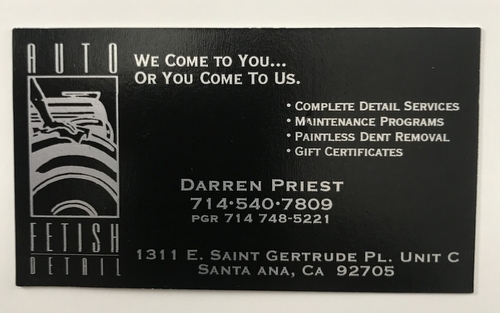 AUTO
FETISH
DETAIL
WE COME TO YOU...
OR YOU COME TO US.
• COMPLETE DETAIL SERVICES
• MAINTENANCE PROGRAMS
• PAINTLESS DENT REMOVAL
• GIFT CERTIFICATES
DARREN PRIEST
714•540•7809
PGR 714 748-5221
1311 E. SAINT GERTRUDE PL. UNIT C
SANTA ANA, CA 92705